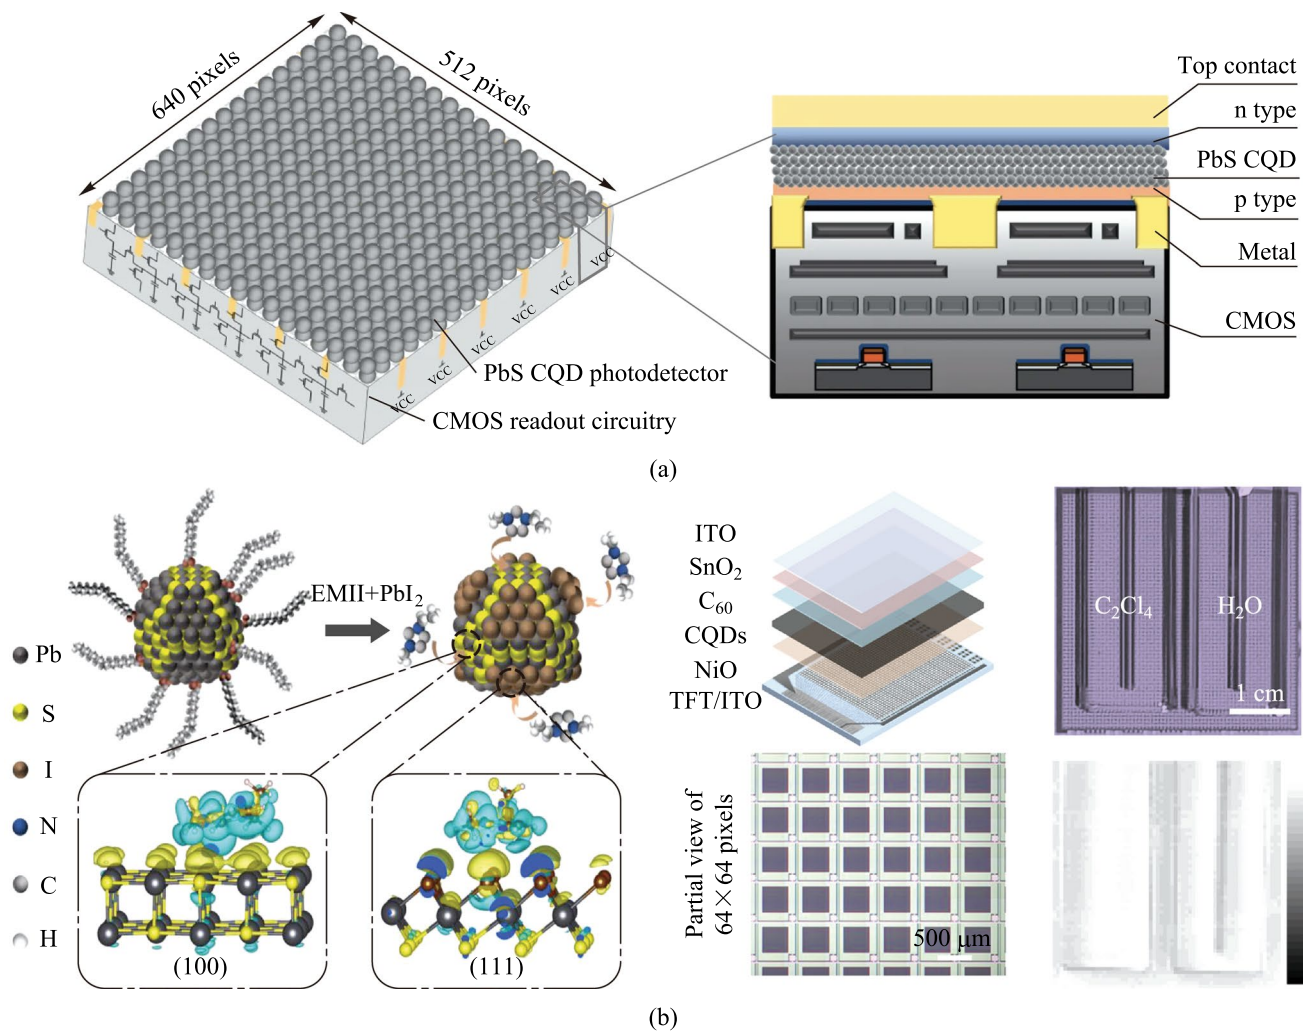 640 pixels
512 pixels
Top contact
n type
PbS CQD
p type
Metal
CMOS
VCC
VCC
VCC
VCC
VCC
VCC
PbS CQD photodetector
CMOS readout circuitry
(a)
EMII+PbI₂
Pb
S
I
N
C
H
(100)
(111)
ITO
SnO₂
C₆₀
CQDs
NiO
TFT/ITO
C₂Cl₄
H₂O
1 cm
Partial view of
64×64 pixels
500 μm
(b)